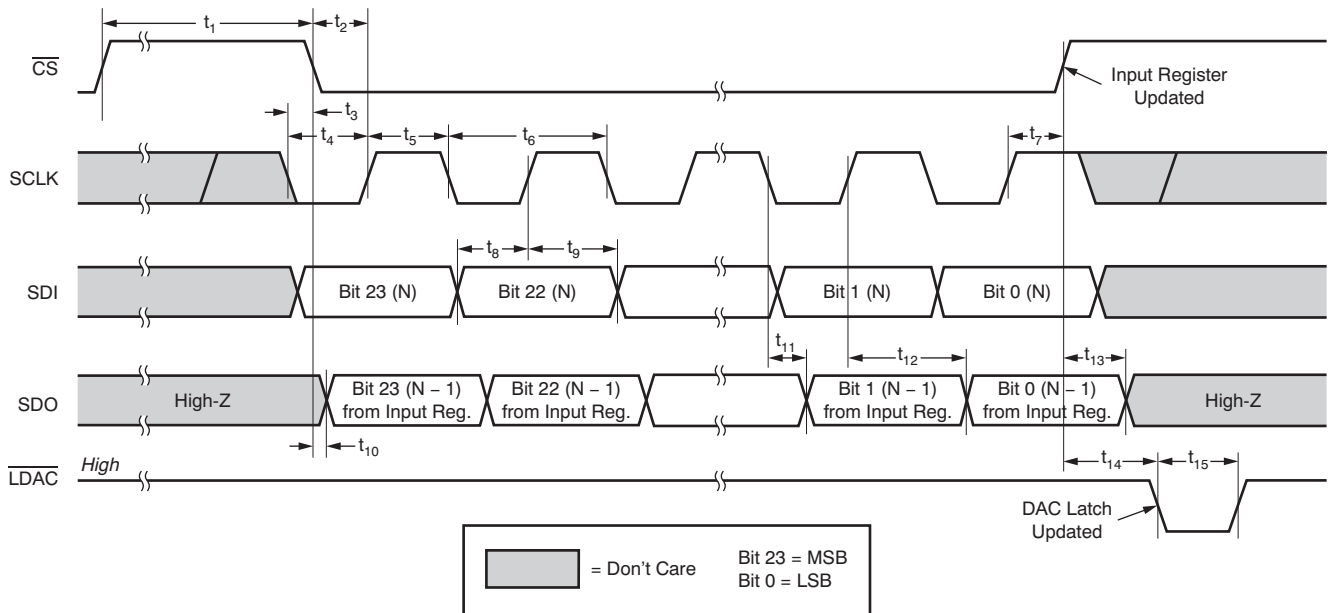 t1
t2
CS
Input Register
Updated
t3
t4
t5
t6
t7
SCLK
t8
t9
SDI
Bit 23 (N)
Bit 22 (N)
Bit 1 (N)
Bit 0 (N)
t11
t12
t13
SDO
High-Z
Bit 23 (N – 1)
from Input Reg.
Bit 22 (N – 1)
from Input Reg.
Bit 1 (N – 1)
from Input Reg.
Bit 0 (N – 1)
from Input Reg.
High-Z
t10
High
LDAC
t14
t15
DAC Latch
Updated
= Don't Care
Bit 23 = MSB
Bit 0 = LSB